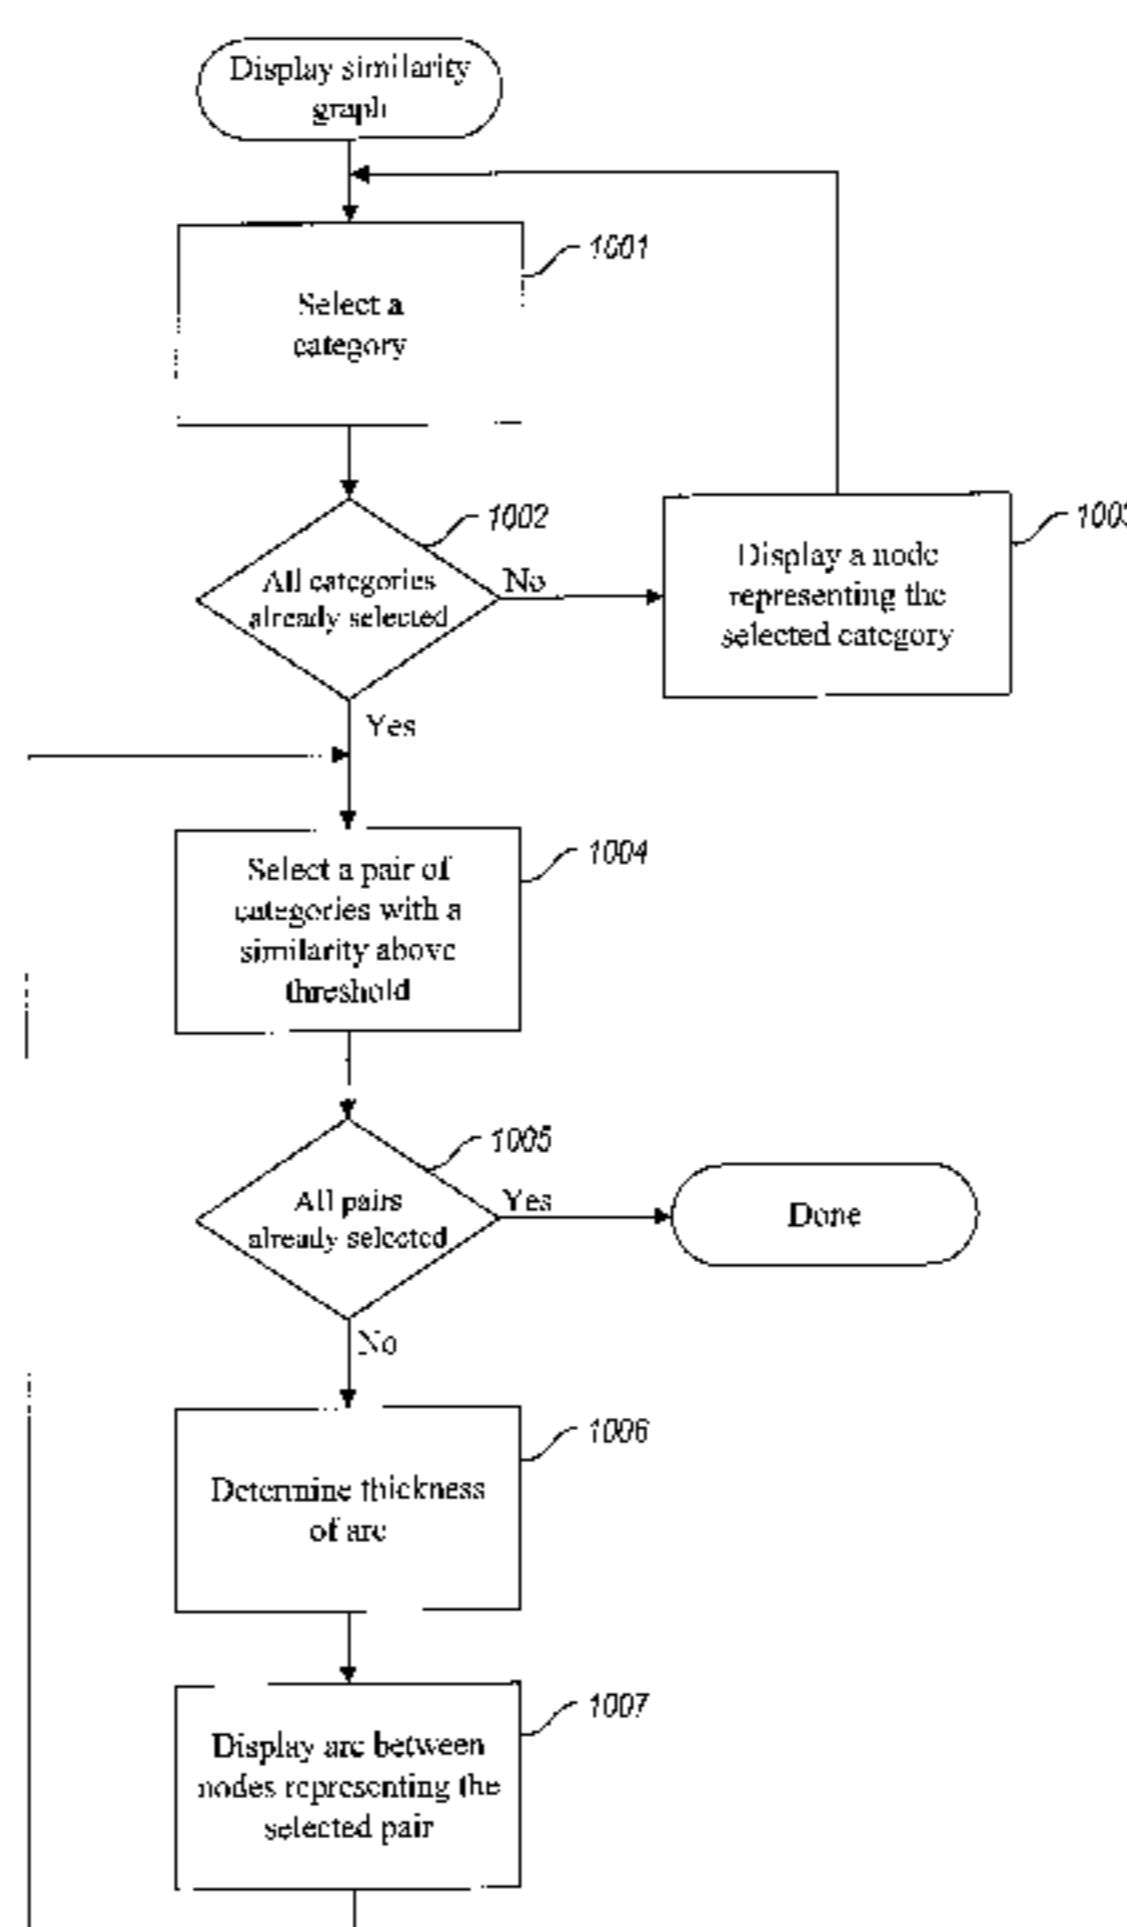 Display similarity
graph
1001
Select a
category
1002
All categories
already selected
No
1003
Display a node
representing the
selected category
Yes
1004
Select a pair of
categories with a
similarity above
threshold
1005
All pairs
already selected
Yes
Done
No
1006
Determine thickness
of arc
1007
Display arc between
nodes representing the
selected pair